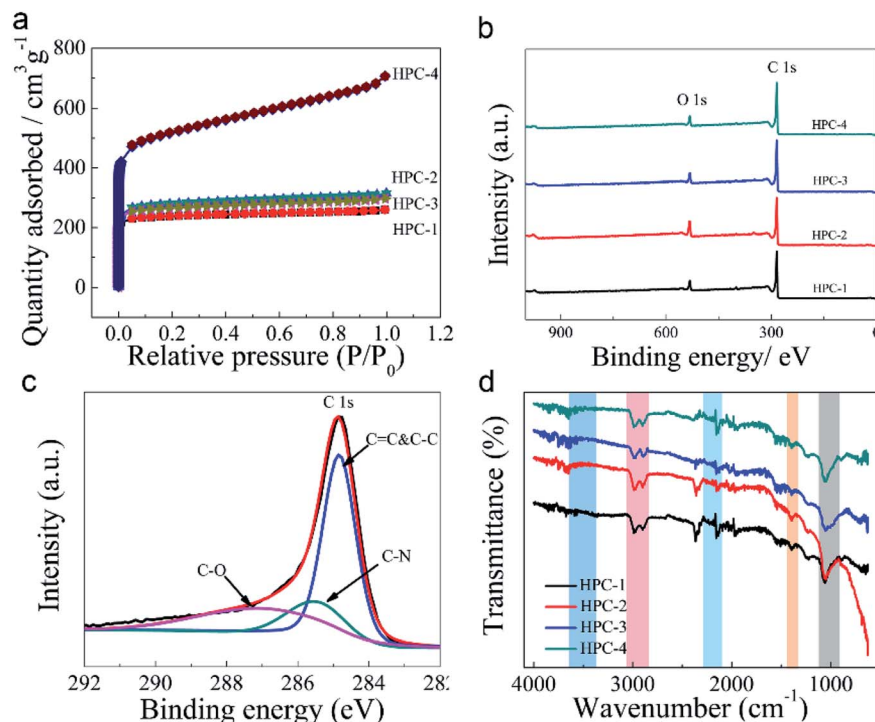 a
800
600
400
200
0
Quantity adsorbed / cm³ g⁻¹
HPC-4
HPC-2
HPC-3
HPC-1
0.0 0.2 0.4 0.6 0.8 1.0 1.2
Relative pressure (P/P₀)
b
C 1s
O 1s
HPC-4
HPC-3
HPC-2
HPC-1
Intensity (a.u.)
900 600 300
Binding energy/ eV
c
C 1s
C=C&C-C
C-O
C-N
Intensity (a.u.)
292 290 288 286 284
Binding energy (eV)
d
Transmittance (%)
HPC-1
HPC-2
HPC-3
HPC-4
4000 3000 2000 1000
Wavenumber (cm⁻¹)